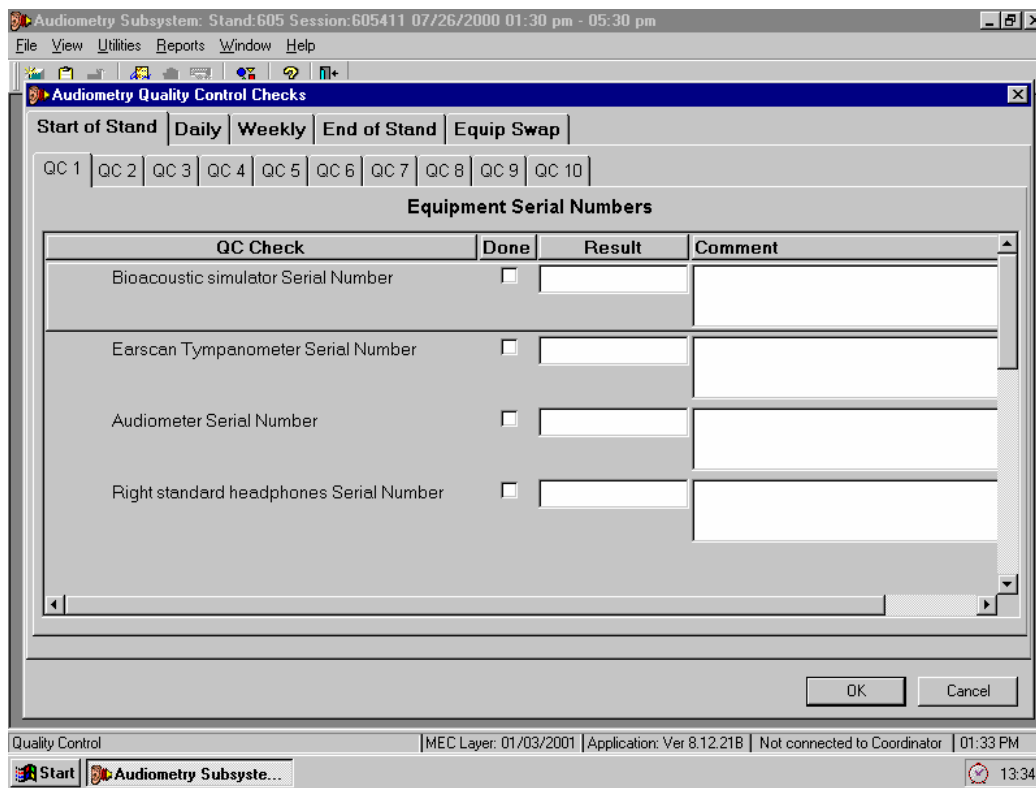 Audiometry Subsystem: Stand:605 Session:605411 07/26/2000 01:30 pm - 05:30 pm
File View Utilities Reports Window Help
Audiometry Quality Control Checks
Start of Stand Daily Weekly End of Stand Equip Swap
QC 1 QC 2 QC 3 QC 4 QC 5 QC 6 QC 7 QC 8 QC 9 QC 10
Equipment Serial Numbers
QC Check Done Result Comment
Bioacoustic simulator Serial Number
Earscan Tympanometer Serial Number
Audiometer Serial Number
Right standard headphones Serial Number
OK Cancel
Quality Control MEC Layer: 01/03/2001 Application: Ver 8.12.21B Not connected to Coordinator 01:33 PM
Start Audiometry Subsyste... 13:34